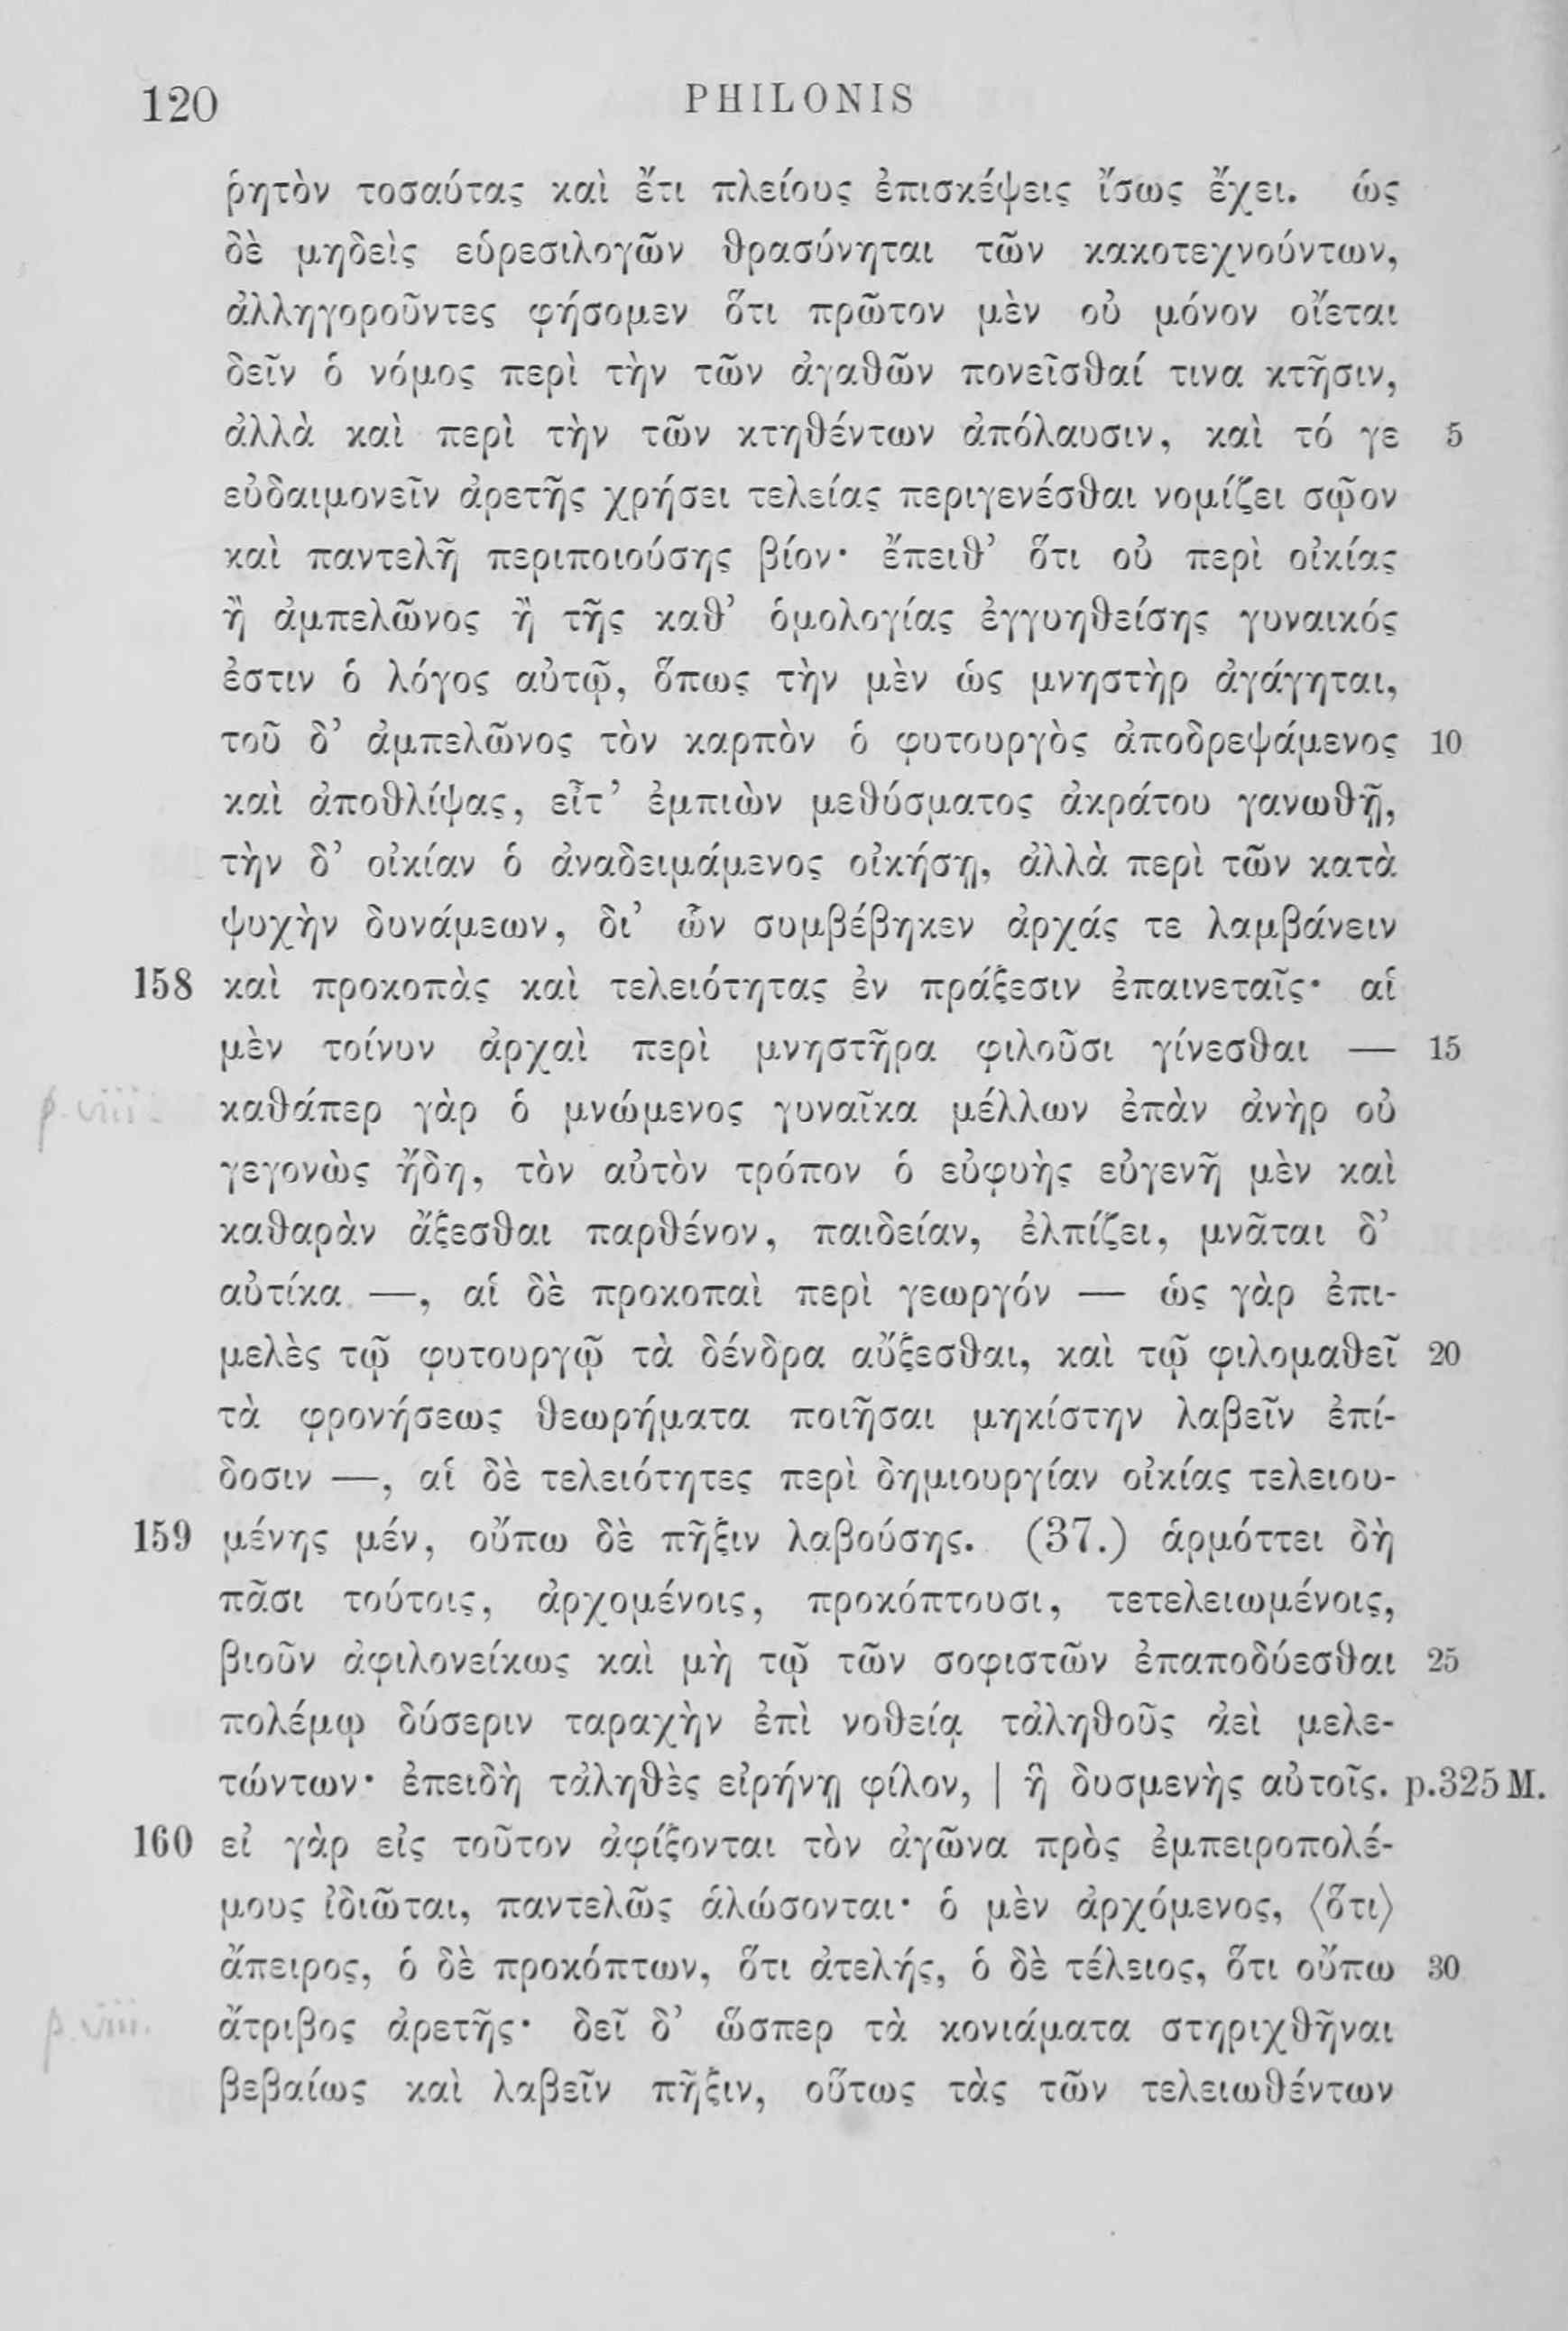 120 PHILONIS
ῥητὸν τοσαύτας καὶ ἔτι πλείους ἐπισκέψεις ἴσως ἔχει. ὡς
δὲ μηδεὶς εὑρεσιλογῶν θρασύνηται τῶν κακοτεχνούντων,
ἀλληγοροῦντες φήσομεν ὅτι πρῶτον μὲν οὐ μόνον οἴεται
δεῖν ὁ νόμος περὶ τὴν τῶν ἀγαθῶν πονεῖσθαί τινα κτῆσιν,
ἀλλὰ καὶ περὶ τὴν τῶν κτηθέντων ἀπόλαυσιν, καὶ τό γε 5
εὐδαιμονεῖν ἀρετῆς χρήσει τελείας περιγενέσθαι νομίζει σῷον
καὶ παντελῆ περιποιούσης βίον· ἔπειθ’ ὅτι οὐ περὶ οἰκίας
ἢ ἀμπελῶνος ἢ τῆς καθ’ ὁμολογίας ἐγγυηθείσης γυναικός
ἐστιν ὁ λόγος αὐτῷ, ὅπως τὴν μὲν ὡς μνηστὴρ ἀγάγηται,
τοῦ δ’ ἀμπελῶνος τὸν καρπὸν ὁ φυτουργὸς ἀποδρεψάμενος 10
καὶ ἀποθλίψας, εἶτ’ ἐμπιὼν μεθύσματος ἀκράτου γανωθῇ,
τὴν δ’ οἰκίαν ὁ ἀναδειμάμενος οἰκήσῃ, ἀλλὰ περὶ τῶν κατὰ
ψυχὴν δυνάμεων, δι’ ὧν συμβέβηκεν ἀρχάς τε λαμβάνειν
158 καὶ προκοπὰς καὶ τελειότητας ἐν πράξεσιν ἐπαινεταῖς· αἱ
μὲν τοίνυν ἀρχαὶ περὶ μνηστῆρα φιλοῦσι γίνεσθαι — 15
p. viii. καθάπερ γὰρ ὁ μνώμενος γυναῖκα μέλλων ἐπὰν ἀνὴρ οὐ
γεγονὼς ἤδη, τὸν αὐτὸν τρόπον ὁ εὐφυὴς εὐγενῆ μὲν καὶ
καθαρὰν ἄξεσθαι παρθένον, παιδείαν, ἐλπίζει, μνᾶται δ’
αὐτίκα —, αἱ δὲ προκοπαὶ περὶ γεωργόν — ὡς γὰρ ἐπι-
μελὲς τῷ φυτουργῷ τὰ δένδρα αὔξεσθαι, καὶ τῷ φιλομαθεῖ 20
τὰ φρονήσεως θεωρήματα ποιῆσαι μηκίστην λαβεῖν ἐπί-
δοσιν —, αἱ δὲ τελειότητες περὶ δημιουργίαν οἰκίας τελειου-
159 μένης μέν, οὔπω δὲ πῆξιν λαβούσης. (37.) ἁρμόττει δὴ
πᾶσι τούτοις, ἀρχομένοις, προκόπτουσι, τετελειωμένοις,
βιοῦν ἀφιλονείκως καὶ μὴ τῷ τῶν σοφιστῶν ἐπαποδύεσθαι 25
πολέμῳ δύσεριν ταραχὴν ἐπὶ νοθείᾳ τἀληθοῦς ἀεὶ μελε-
τώντων· ἐπειδὴ τἀληθὲς εἰρήνῃ φίλον, | ἣ δυσμενὴς αὐτοῖς. p.325 M.
160 εἰ γὰρ εἰς τοῦτον ἀφίξονται τὸν ἀγῶνα πρὸς ἐμπειροπολέ-
μους ἰδιῶται, παντελῶς ἁλώσονται· ὁ μὲν ἀρχόμενος, ⟨ὅτι⟩
ἄπειρος, ὁ δὲ προκόπτων, ὅτι ἀτελής, ὁ δὲ τέλειος, ὅτι οὔπω 30
p. viii. ἄτριβος ἀρετῆς· δεῖ δ’ ὥσπερ τὰ κονιάματα στηριχθῆναι
βεβαίως καὶ λαβεῖν πῆξιν, οὕτως τὰς τῶν τελειωθέντων